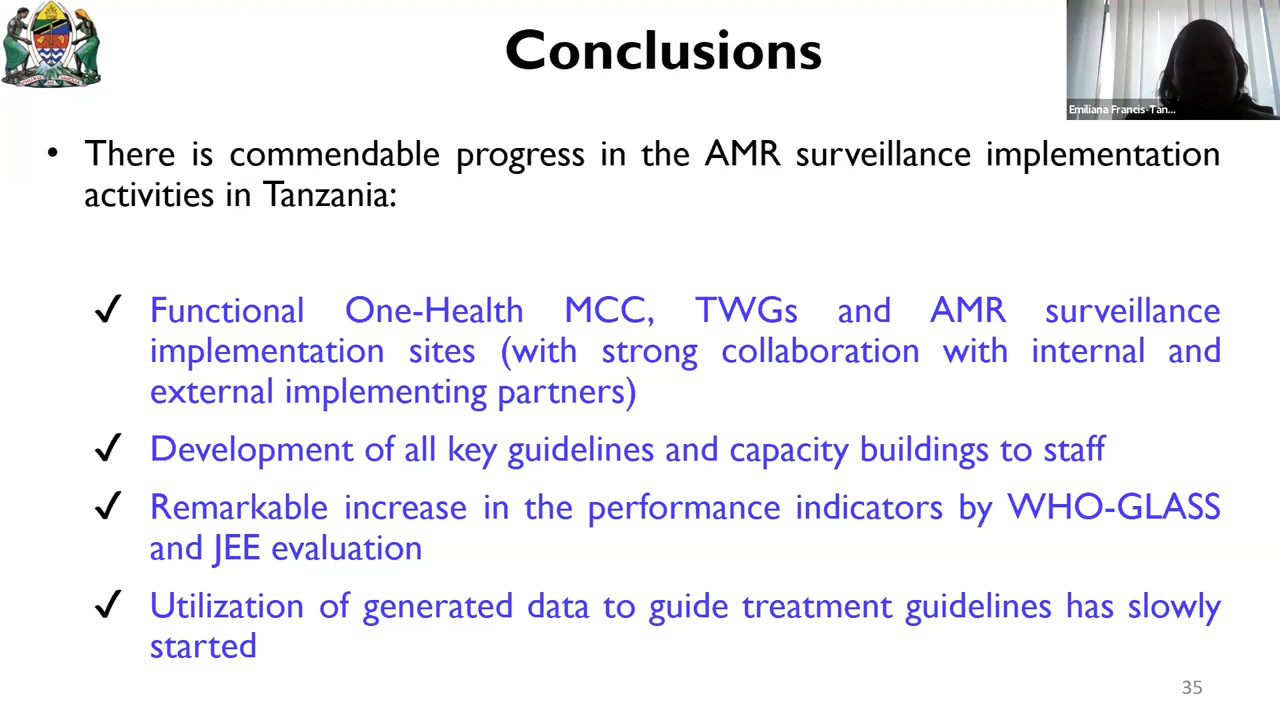 Conclusions
Emiliana Francis-Tan...
• There is commendable progress in the AMR surveillance implementation
activities in Tanzania:
✓ Functional One-Health MCC, TWGs and AMR surveillance
implementation sites (with strong collaboration with internal and
external implementing partners)
✓ Development of all key guidelines and capacity buildings to staff
✓ Remarkable increase in the performance indicators by WHO-GLASS
and JEE evaluation
✓ Utilization of generated data to guide treatment guidelines has slowly
started
35